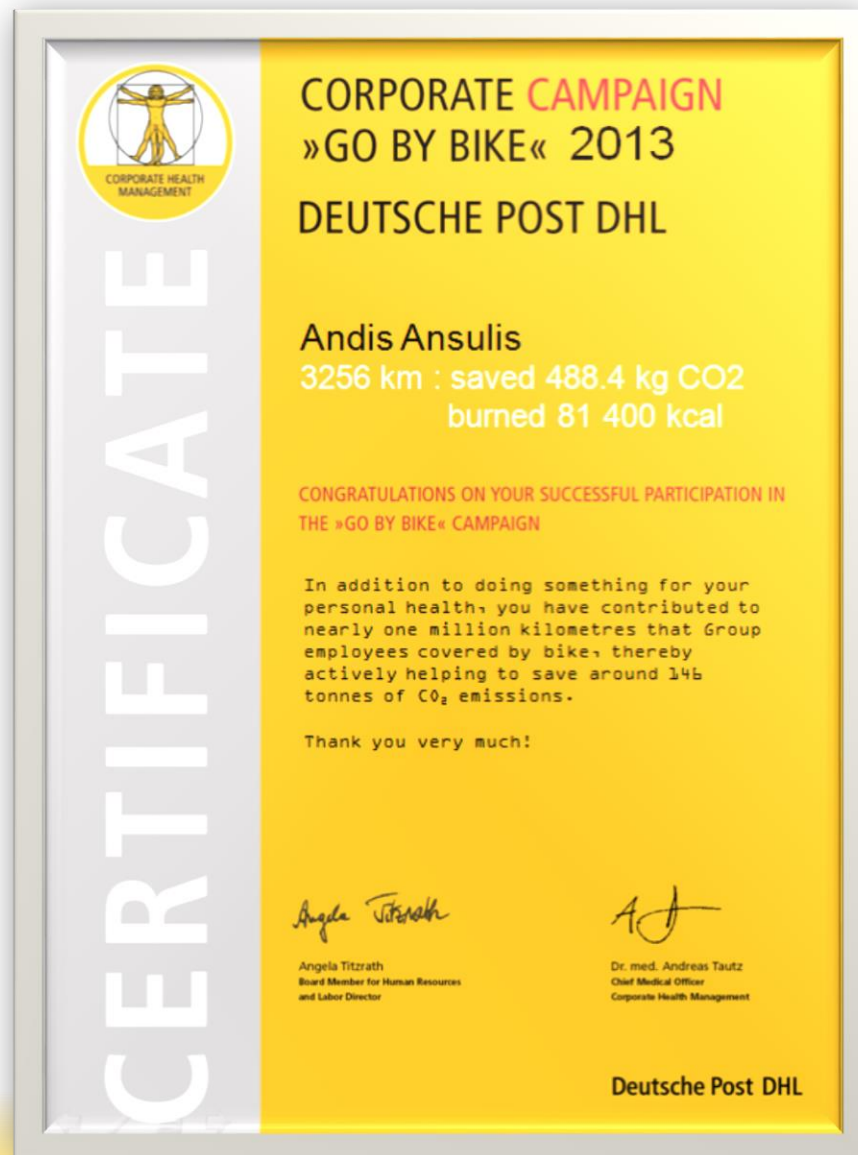 CORPORATE HEALTH
MANAGEMENT
CERTIFICATE
CORPORATE CAMPAIGN
»GO BY BIKE« 2013
DEUTSCHE POST DHL
Andis Ansulis
3256 km : saved 488.4 kg CO2
burned 81 400 kcal
CONGRATULATIONS ON YOUR SUCCESSFUL PARTICIPATION IN
THE »GO BY BIKE« CAMPAIGN
In addition to doing something for your
personal health, you have contributed to
nearly one million kilometres that Group
employees covered by bike, thereby
actively helping to save around 146
tonnes of CO₂ emissions.
Thank you very much!
Angela Titzrath
Angela Titzrath
Board Member for Human Resources
and Labor Director
Dr. med. Andreas Tautz
Chief Medical Officer
Corporate Health Management
Deutsche Post DHL